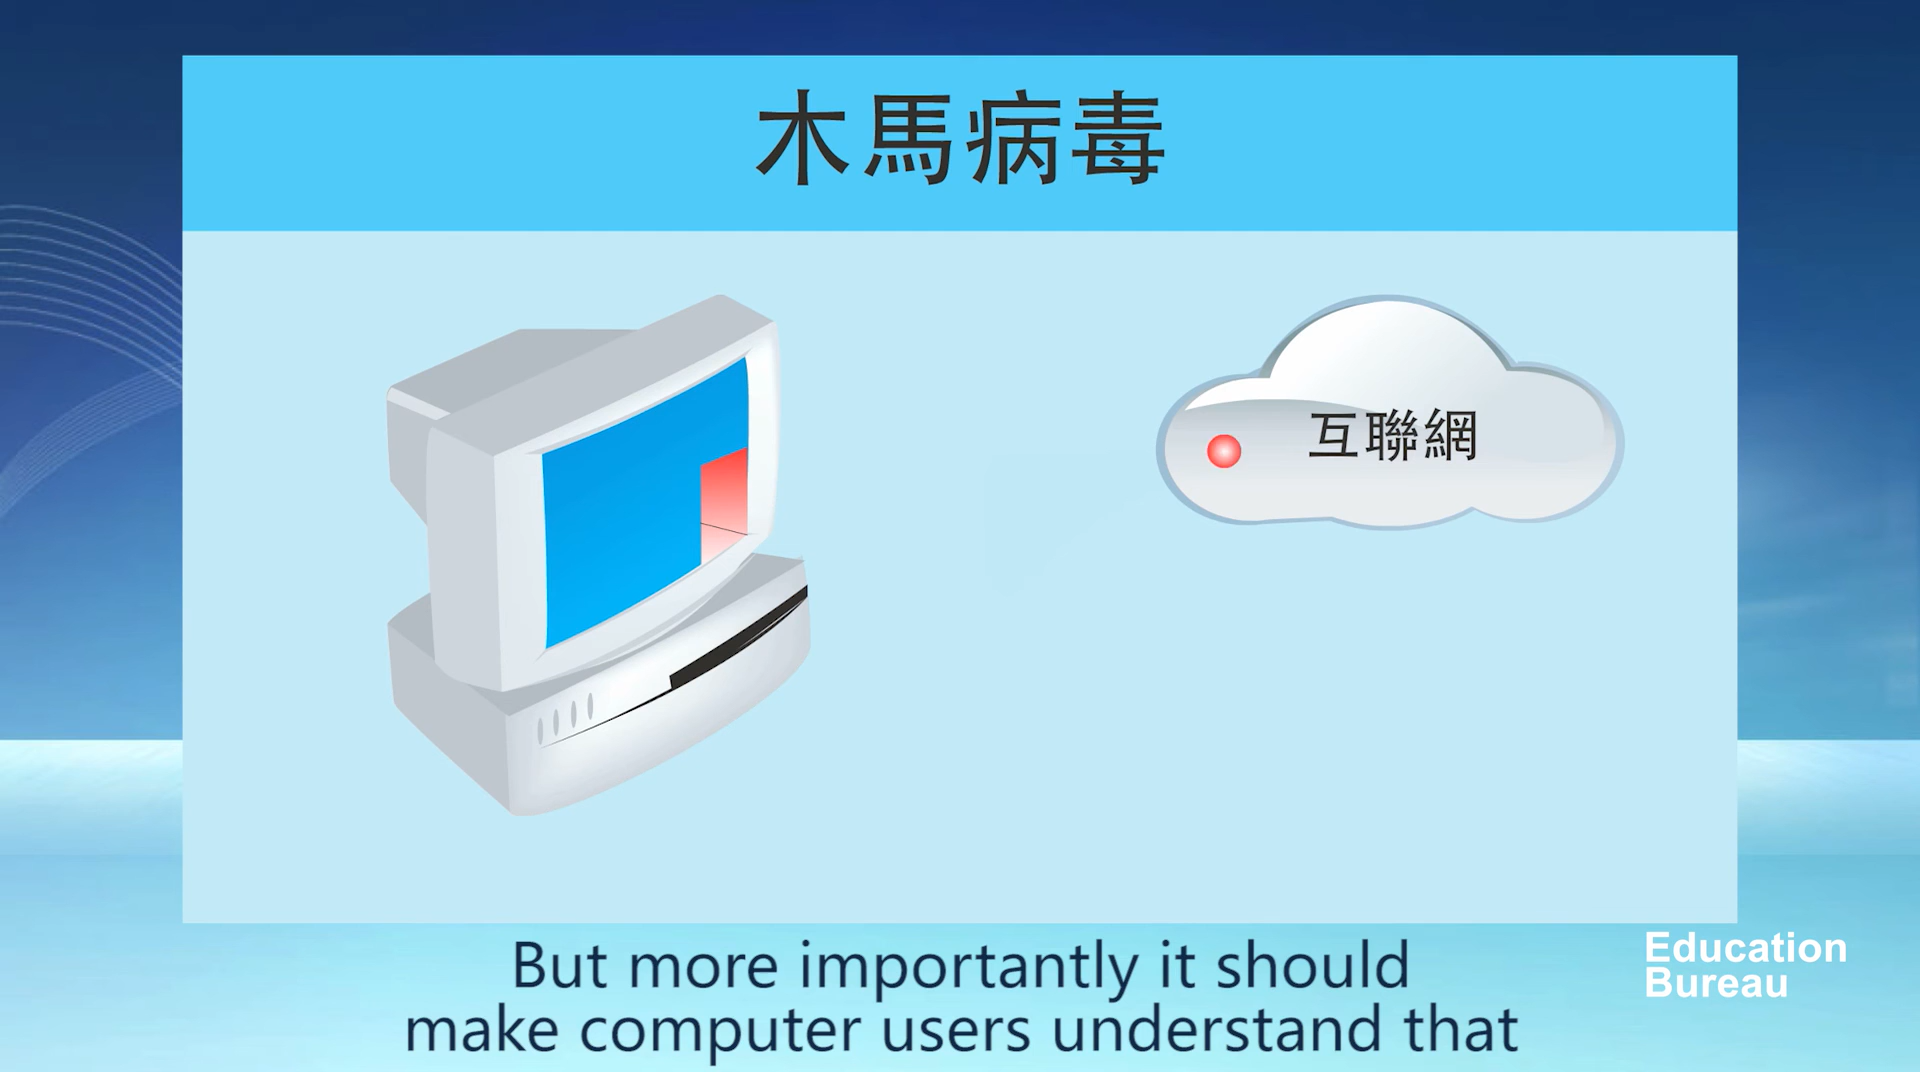 木馬病毒
互聯網
But more importantly it should
make computer users understand that
Education
Bureau